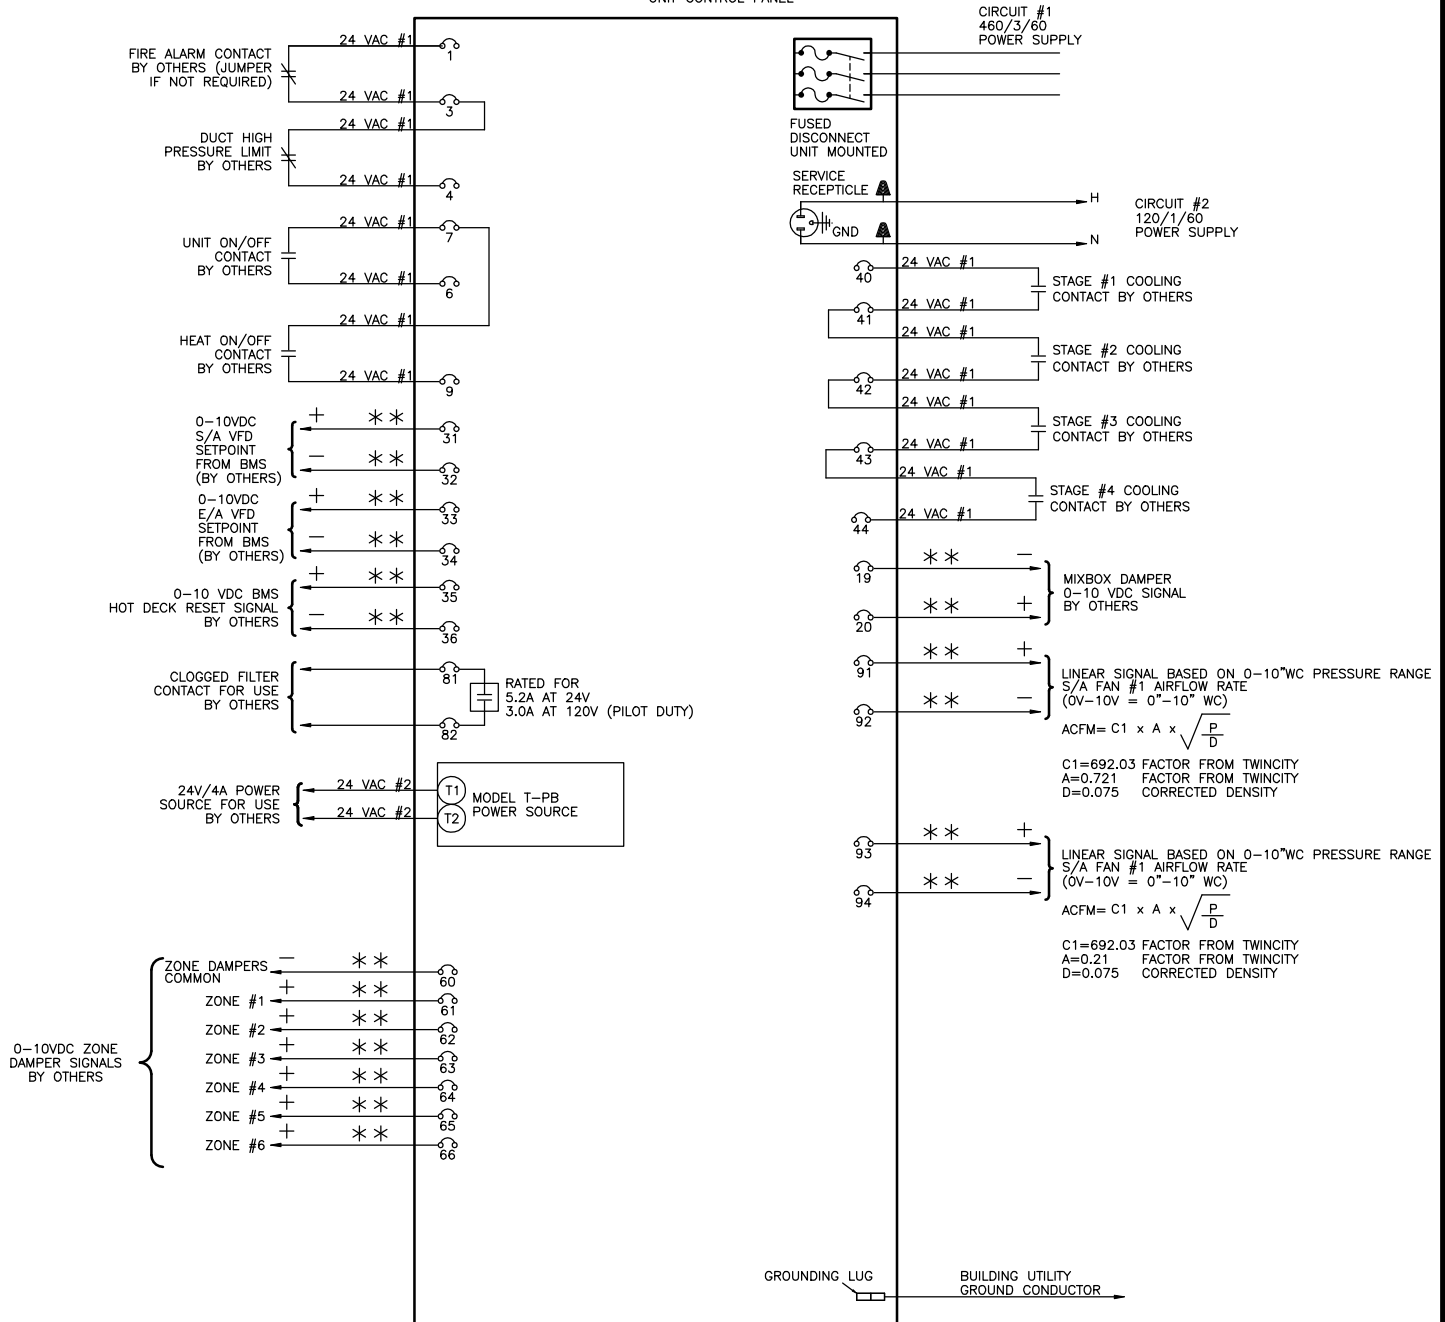 UNIT CONTROL PANEL
CIRCUIT #1
460/3/60
POWER SUPPLY
24 VAC #1
1
FIRE ALARM CONTACT
BY OTHERS (JUMPER
IF NOT REQUIRED)
24 VAC #1
3
24 VAC #1
DUCT HIGH
PRESSURE LIMIT
BY OTHERS
24 VAC #1
4
24 VAC #1
7
UNIT ON/OFF
CONTACT
BY OTHERS
24 VAC #1
6
24 VAC #1
HEAT ON/OFF
CONTACT
BY OTHERS
24 VAC #1
9
0-10VDC
S/A VFD
SETPOINT
FROM BMS
(BY OTHERS)
+ **
31
- **
32
0-10VDC
E/A VFD
SETPOINT
FROM BMS
(BY OTHERS)
+ **
33
- **
34
0-10 VDC BMS
HOT DECK RESET SIGNAL
BY OTHERS
+ **
35
- **
36
CLOGGED FILTER
CONTACT FOR USE
BY OTHERS
81
82
RATED FOR
5.2A AT 24V
3.0A AT 120V (PILOT DUTY)
24V/4A POWER
SOURCE FOR USE
BY OTHERS
24 VAC #2
T1
24 VAC #2
T2
MODEL T-PB
POWER SOURCE
0-10VDC ZONE
DAMPER SIGNALS
BY OTHERS
ZONE DAMPERS
COMMON
- **
60
ZONE #1 + **
61
ZONE #2 + **
62
ZONE #3 + **
63
ZONE #4 + **
64
ZONE #5 + **
65
ZONE #6 + **
66
FUSED
DISCONNECT
UNIT MOUNTED
SERVICE
RECEPTICLE
GND
H
N
CIRCUIT #2
120/1/60
POWER SUPPLY
40
24 VAC #1
STAGE #1 COOLING
CONTACT BY OTHERS
41
24 VAC #1
24 VAC #1
STAGE #2 COOLING
CONTACT BY OTHERS
42
24 VAC #1
24 VAC #1
STAGE #3 COOLING
CONTACT BY OTHERS
43
24 VAC #1
24 VAC #1
STAGE #4 COOLING
CONTACT BY OTHERS
44
24 VAC #1
19
** -
20
** +
MIXBOX DAMPER
0-10 VDC SIGNAL
BY OTHERS
91
** +
92
** -
LINEAR SIGNAL BASED ON 0-10"WC PRESSURE RANGE
S/A FAN #1 AIRFLOW RATE
(0V-10V = 0"-10" WC)
ACFM= C1 x A x √(P/D)
C1=692.03 FACTOR FROM TWINCITY
A=0.721 FACTOR FROM TWINCITY
D=0.075 CORRECTED DENSITY
93
** +
94
** -
LINEAR SIGNAL BASED ON 0-10"WC PRESSURE RANGE
S/A FAN #1 AIRFLOW RATE
(0V-10V = 0"-10" WC)
ACFM= C1 x A x √(P/D)
C1=692.03 FACTOR FROM TWINCITY
A=0.21 FACTOR FROM TWINCITY
D=0.075 CORRECTED DENSITY
GROUNDING LUG
BUILDING UTILITY
GROUND CONDUCTOR